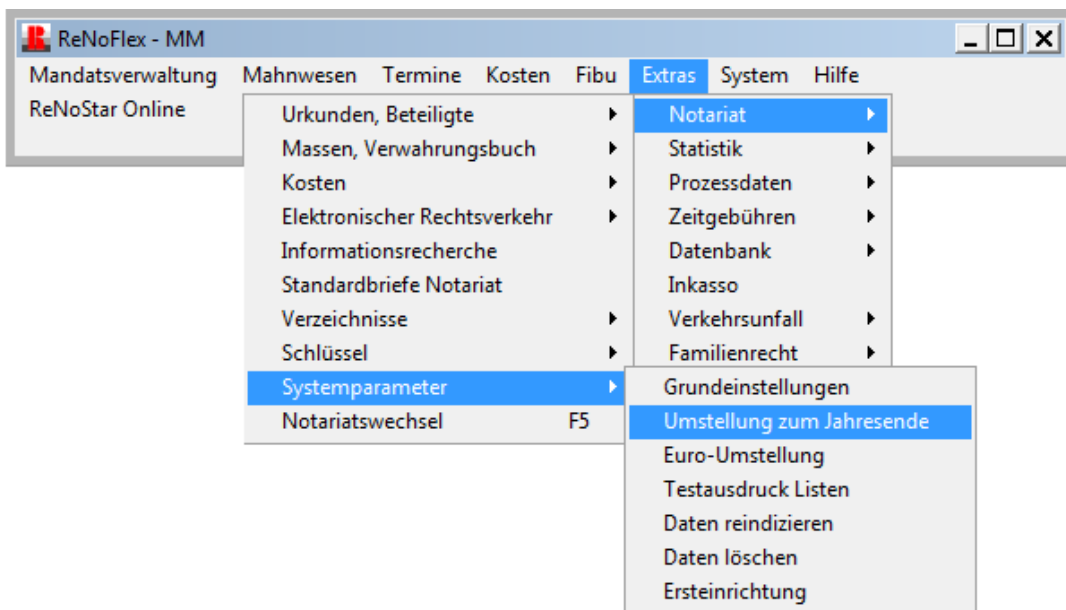 ReNoFlex - MM
Mandatsverwaltung Mahnwesen Termine Kosten Fibu Extras System Hilfe
ReNoStar Online
Urkunden, Beteiligte
Massen, Verwahrungsbuch
Kosten
Elektronischer Rechtsverkehr
Informationsrecherche
Standardbriefe Notariat
Verzeichnisse
Schlüssel
Systemparameter
Notariatswechsel F5
Notariat
Statistik
Prozessdaten
Zeitgebühren
Datenbank
Inkasso
Verkehrsunfall
Familienrecht
Grundeinstellungen
Umstellung zum Jahresende
Euro-Umstellung
Testausdruck Listen
Daten reindizieren
Daten löschen
Ersteinrichtung